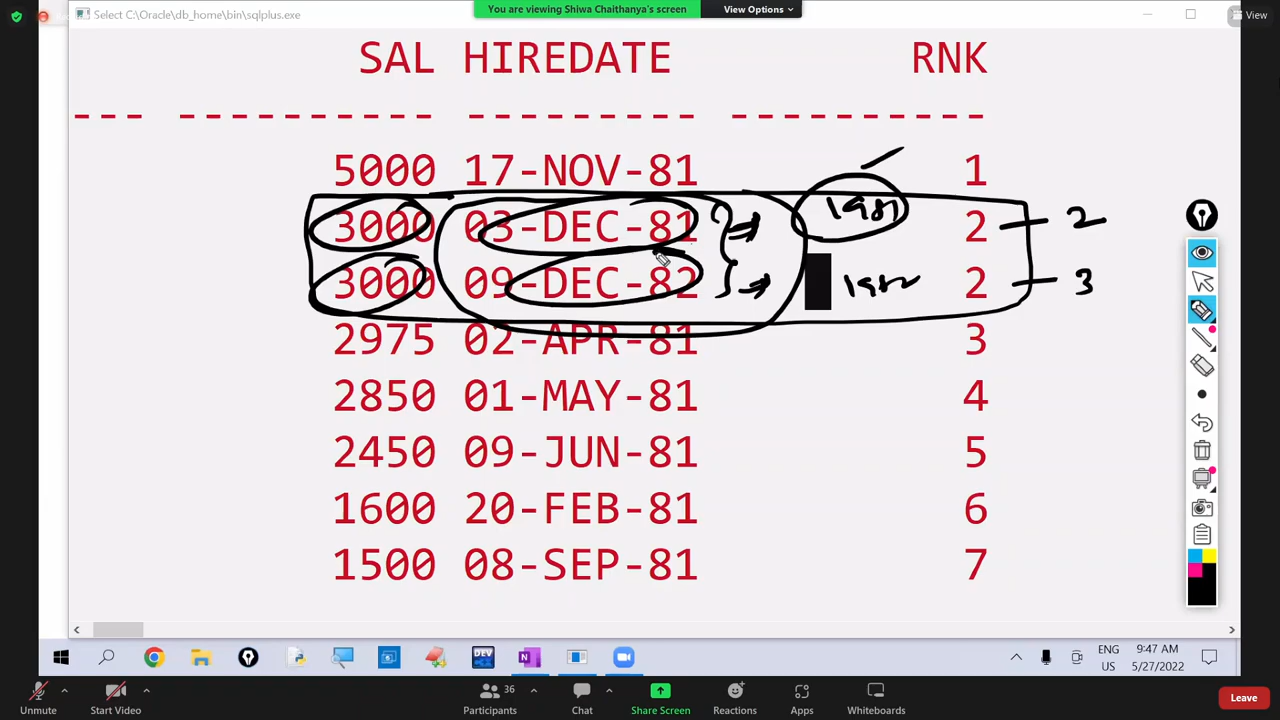 You are viewing Shiwa Chaithanya's screen
View Options
Select C:\Oracle\db_home\bin\sqlplus.exe
View
SAL HIREDATE RNK
--- ---------- --------- ----------
5000 17-NOV-81 1
3000 03-DEC-81 1981 2 2
3000 09-DEC-82 1982 2 3
2975 02-APR-81 3
2850 01-MAY-81 4
2450 09-JUN-81 5
1600 20-FEB-81 6
1500 08-SEP-81 7
DEV
ENG
US
9:47 AM
5/27/2022
Unmute
Start Video
36
Participants
Chat
Share Screen
Reactions
Apps
Whiteboards
Leave